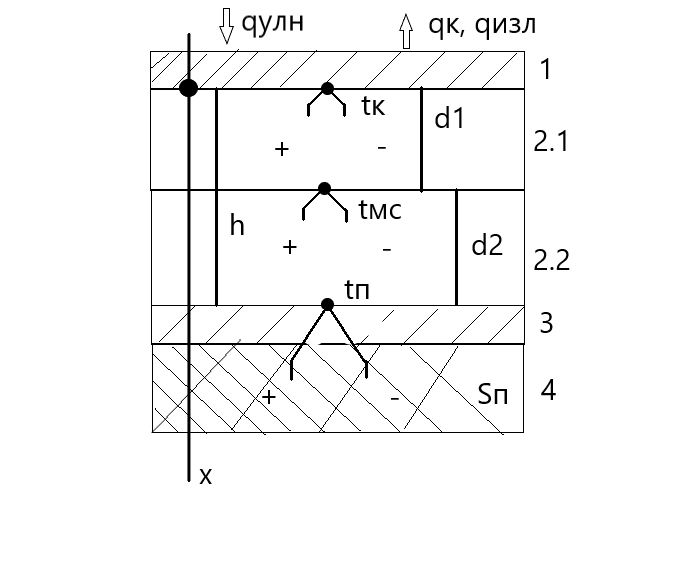 qулн
qк, qизл
1
tк
d1
+ -
2.1
tмс
h
+ -
d2
2.2
tп
3
+ -
Sп
4
x